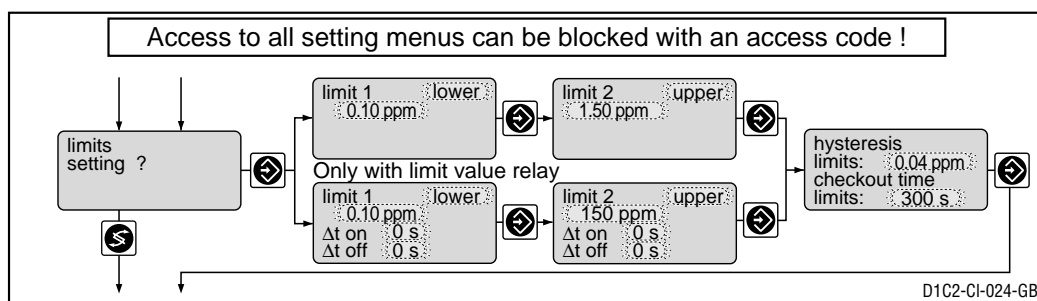 Access to all setting menus can be blocked with an access code !
limits
setting ?
limit 1 lower
0.10 ppm
limit 2 upper
1.50 ppm
Only with limit value relay
limit 1 lower
0.10 ppm
Δt on 0 s
Δt off 0 s
limit 2 upper
150 ppm
Δt on 0 s
Δt off 0 s
hysteresis
limits: 0.04 ppm
checkout time
limits: 300 s
D1C2-CI-024-GB